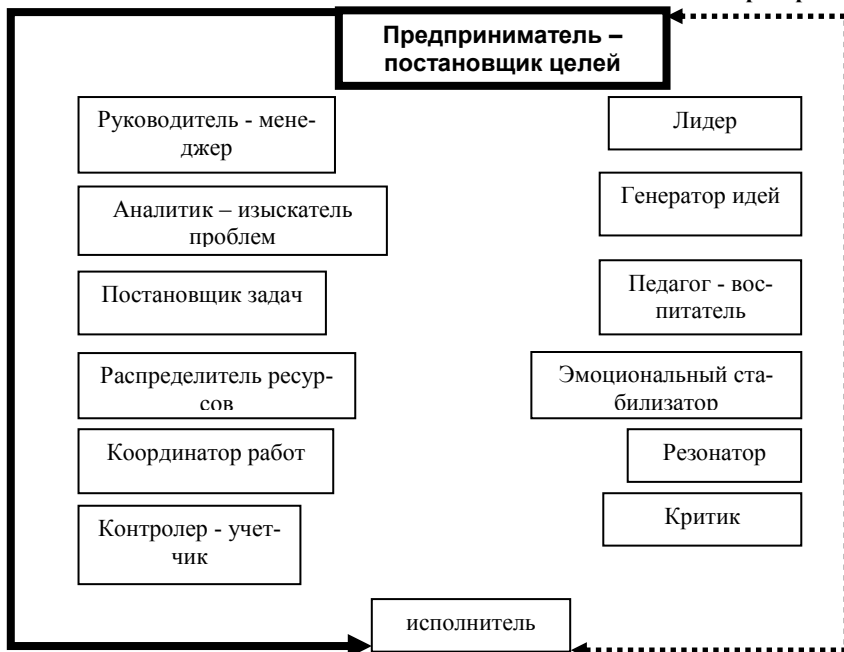 Предприниматель –
постановщик целей
Руководитель - мене-
джер
Лидер
Аналитик – изыскатель
проблем
Генератор идей
Постановщик задач
Педагог - вос-
питатель
Распределитель ресур-
сов
Эмоциональный ста-
билизатор
Координатор работ
Резонатор
Контролер - учет-
чик
Критик
исполнитель